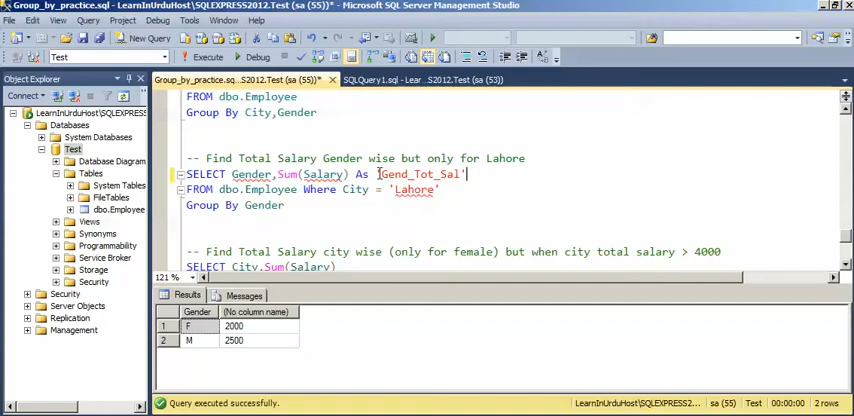 Group_by_practice.sql - LearnInUrduHost\SQLEXPRESS2012.Test (sa (55))* - Microsoft SQL Server Management Studio
File Edit View Query Project Debug Tools Window Help
New Query
Test
Execute
Debug
Object Explorer
Group_by_practice.sq...S2012.Test (sa (55))*
SQLQuery1.sql - Lear...S2012.Test (sa (53))
Connect
LearnInUrduHost\SQLEXPRESS
Databases
System Databases
Test
Database Diagram
Tables
System Tables
FileTables
dbo.Employee
Views
Synonyms
Programmability
Service Broker
Storage
Security
Security
Server Objects
Replication
Management
FROM dbo.Employee
Group By City,Gender
-- Find Total Salary Gender wise but only for Lahore
SELECT Gender,Sum(Salary) As 'Gend_Tot_Sal'
FROM dbo.Employee Where City = 'Lahore'
Group By Gender
-- Find Total Salary city wise (only for female) but when city total salary > 4000
SELECT City,Sum(Salary)
121 %
Results Messages
Gender (No column name)
1 F 2000
2 M 2500
Query executed successfully.
LearnInUrduHost\SQLEXPRESS2... sa (55) Test 00:00:00 2 rows